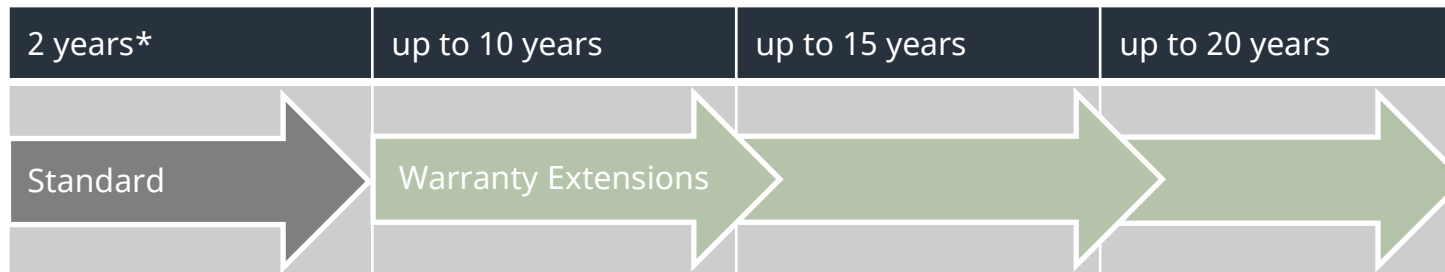 2 years*
up to 10 years
up to 15 years
up to 20 years
Standard
Warranty Extensions